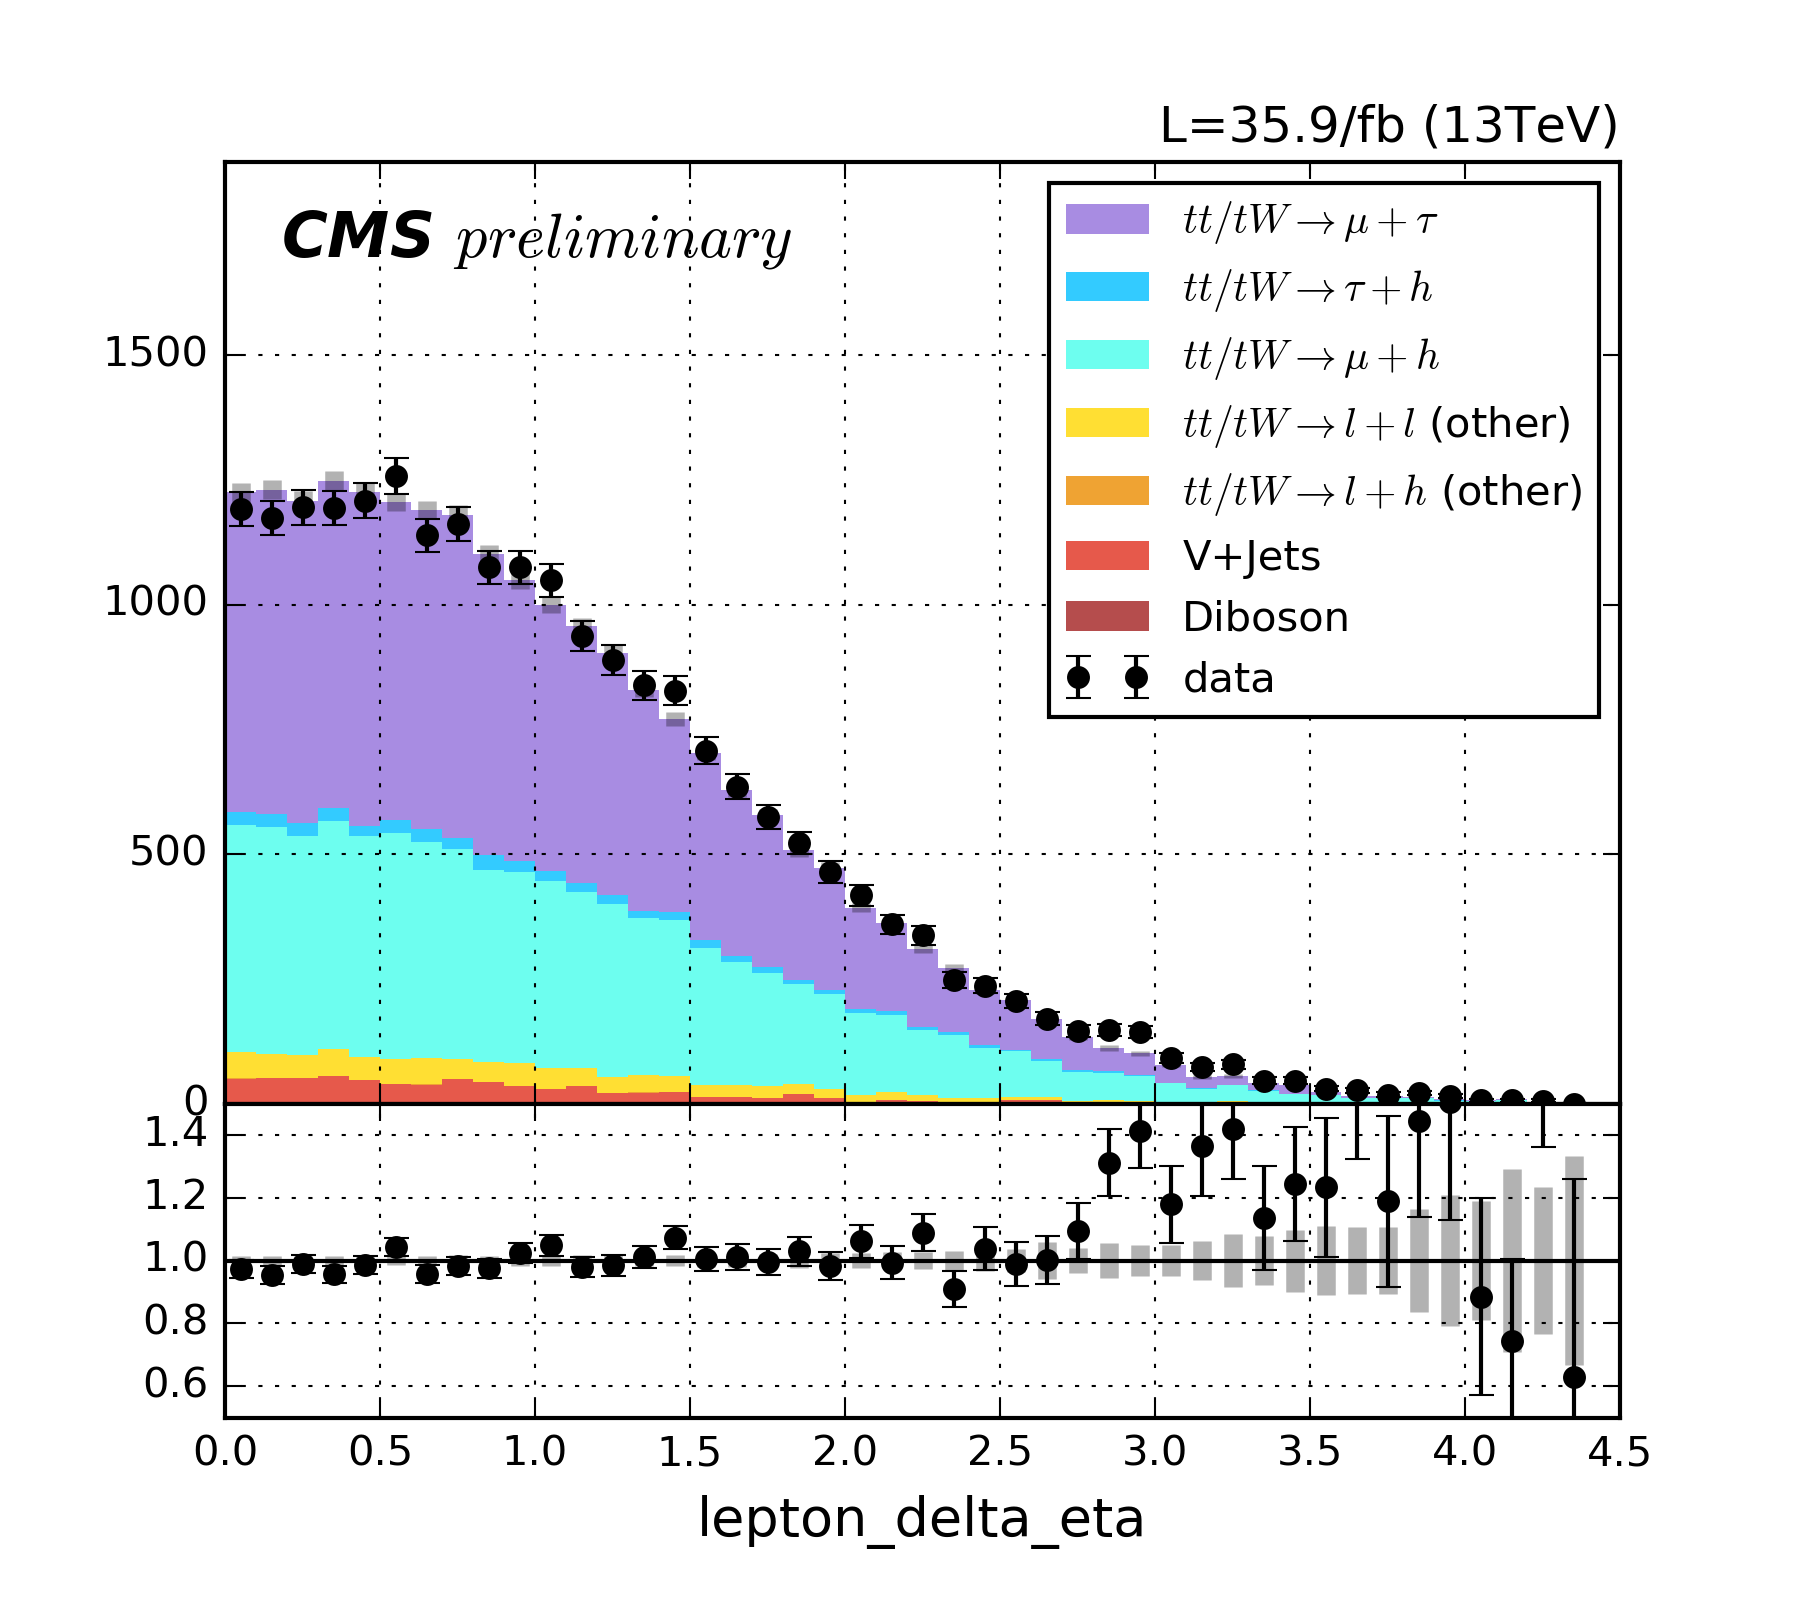 L=35.9/fb (13TeV)
CMS preliminary
tt/tW→μ+τ
tt/tW→τ+h
tt/tW→μ+h
tt/tW→l+l (other)
tt/tW→l+h (other)
V+Jets
Diboson
data
1500
1000
500
0
1.4
1.2
1.0
0.8
0.6
0.0 0.5 1.0 1.5 2.0 2.5 3.0 3.5 4.0 4.5
lepton_delta_eta